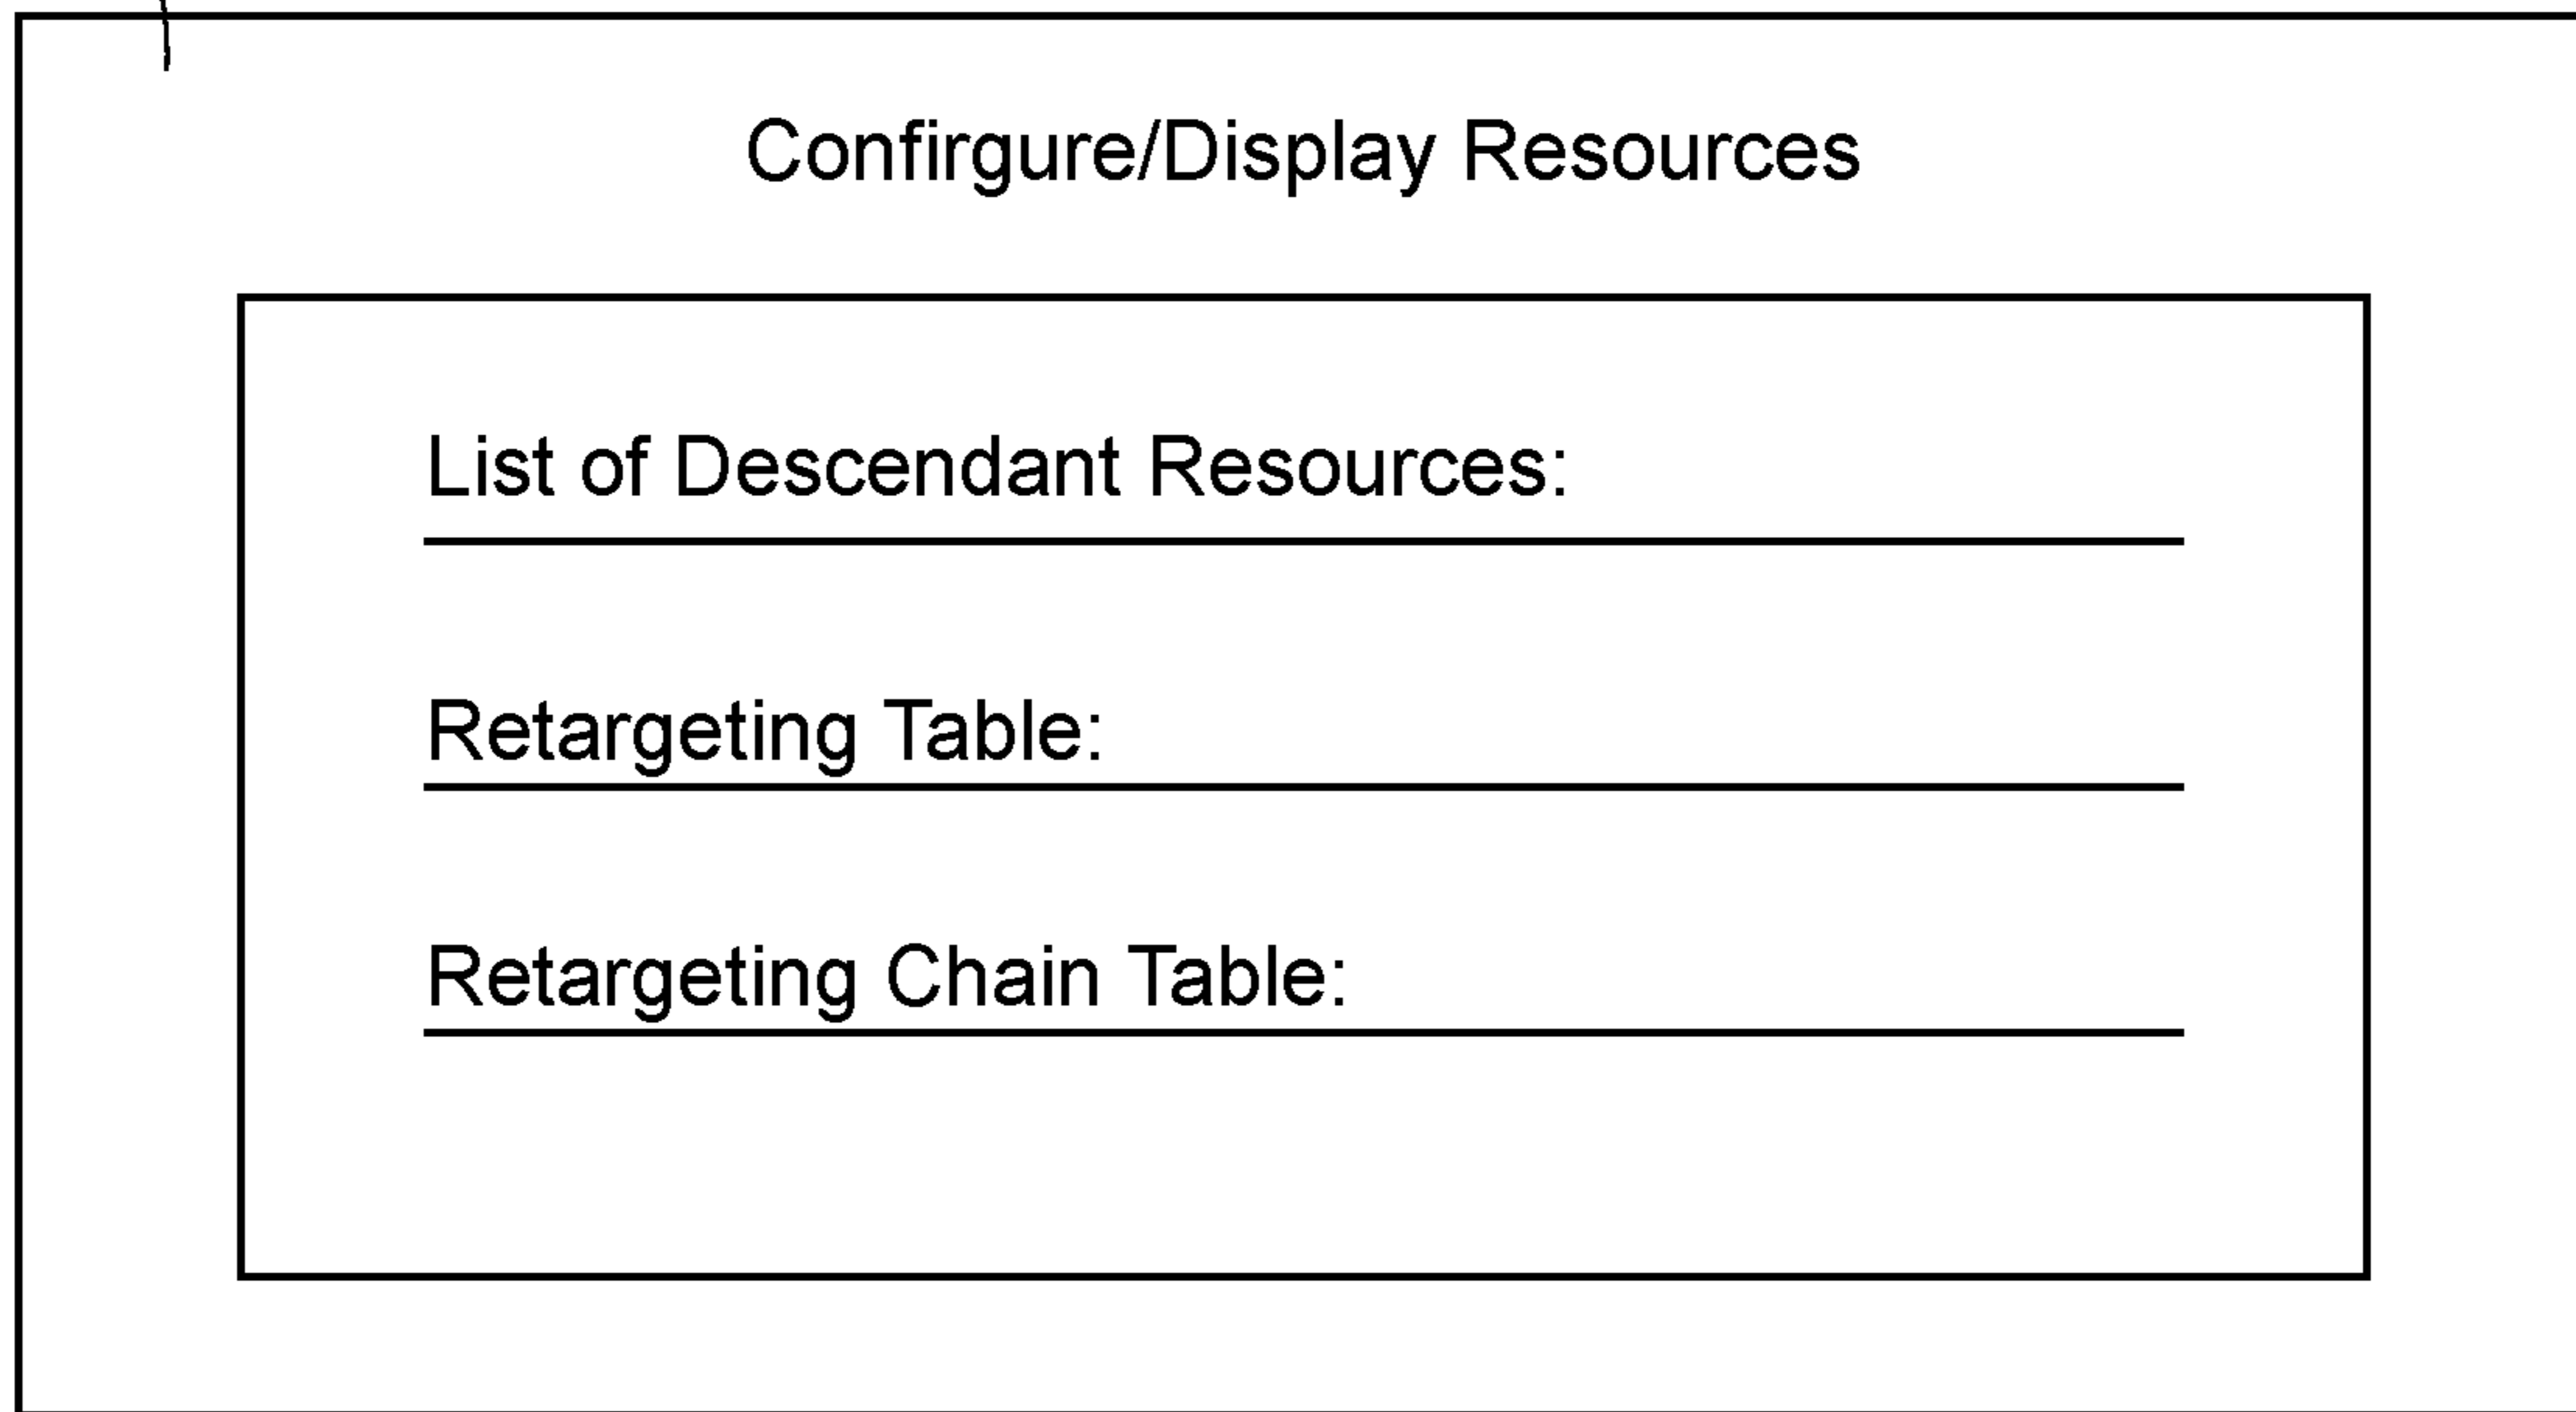 Confirgure/Display Resources
List of Descendant Resources:
Retargeting Table:
Retargeting Chain Table: